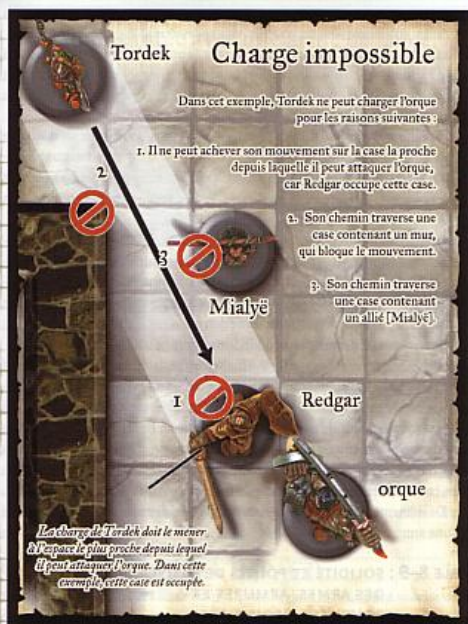 Tordek
Charge impossible
Dans cet exemple, Tordek ne peut charger l'orque
pour les raisons suivantes :
1. Il ne peut achever son mouvement sur la case la proche
depuis laquelle il peut attaquer l'orque,
car Redgar occupe cette case.
2
2. Son chemin traverse une
case contenant un mur,
qui bloque le mouvement.
3
3. Son chemin traverse
une case contenant
un allié [Mialyë].
Mialyë
1
Redgar
orque
La charge de Tordek doit le mener
à l'espace le plus proche depuis lequel
il peut attaquer l'orque. Dans cette
exemple, cette case est occupée.